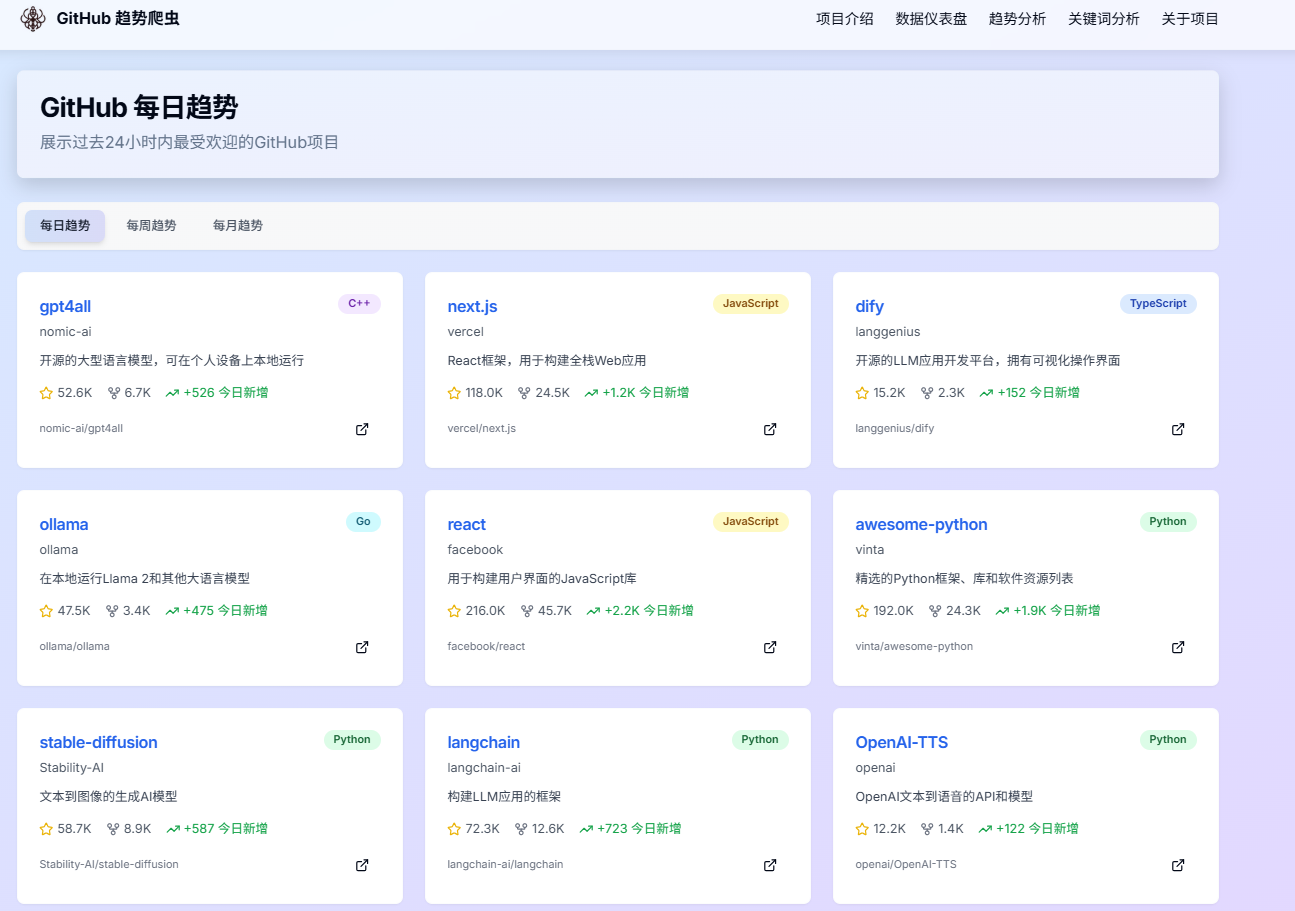 GitHub 趋势爬虫
项目介绍 数据仪表盘 趋势分析 关键词分析 关于项目
GitHub 每日趋势
展示过去24小时内最受欢迎的GitHub项目
每日趋势 每周趋势 每月趋势
gpt4all C++
nomic-ai
开源的大型语言模型，可在个人设备上本地运行
52.6K 6.7K +526 今日新增
nomic-ai/gpt4all
next.js JavaScript
vercel
React框架，用于构建全栈Web应用
118.0K 24.5K +1.2K 今日新增
vercel/next.js
dify TypeScript
langgenius
开源的LLM应用开发平台，拥有可视化操作界面
15.2K 2.3K +152 今日新增
langgenius/dify
ollama Go
ollama
在本地运行Llama 2和其他大语言模型
47.5K 3.4K +475 今日新增
ollama/ollama
react JavaScript
facebook
用于构建用户界面的JavaScript库
216.0K 45.7K +2.2K 今日新增
facebook/react
awesome-python Python
vinta
精选的Python框架、库和软件资源列表
192.0K 24.3K +1.9K 今日新增
vinta/awesome-python
stable-diffusion Python
Stability-AI
文本到图像的生成AI模型
58.7K 8.9K +587 今日新增
Stability-AI/stable-diffusion
langchain Python
langchain-ai
构建LLM应用的框架
72.3K 12.6K +723 今日新增
langchain-ai/langchain
OpenAI-TTS Python
openai
OpenAI文本到语音的API和模型
12.2K 1.4K +122 今日新增
openai/OpenAI-TTS